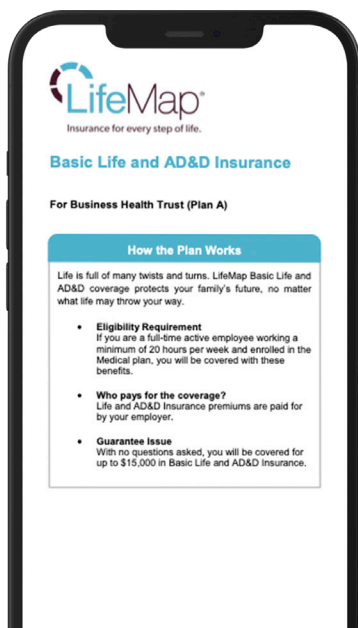 LifeMap®
Insurance for every step of life.
Basic Life and AD&D Insurance
For Business Health Trust (Plan A)
How the Plan Works
Life is full of many twists and turns. LifeMap Basic Life and
AD&D coverage protects your family's future, no matter
what life may throw your way.
• Eligibility Requirement
If you are a full-time active employee working a
minimum of 20 hours per week and enrolled in the
Medical plan, you will be covered with these
benefits.
• Who pays for the coverage?
Life and AD&D Insurance premiums are paid for
by your employer.
• Guarantee Issue
With no questions asked, you will be covered for
up to $15,000 in Basic Life and AD&D Insurance.